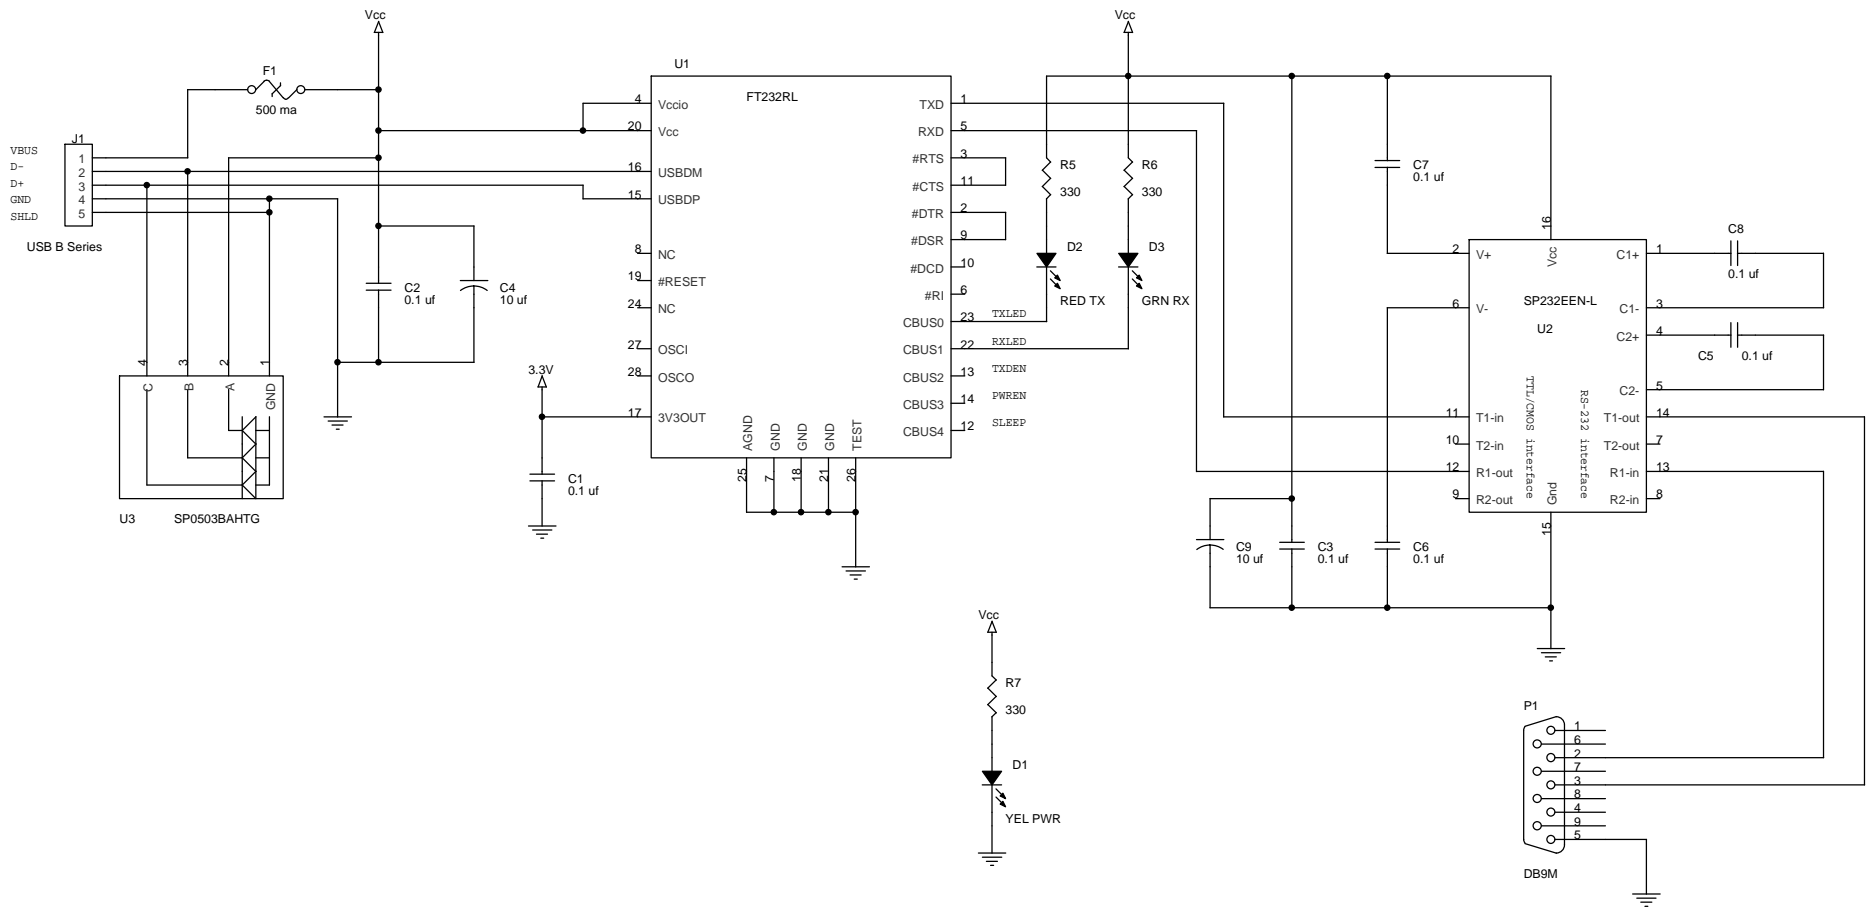 Vcc
F1
500 ma
J1
VBUS 1
D- 2
D+ 3
GND 4
SHLD 5
USB B Series
C2
0.1 uf
C4
10 uf
4 3 2 1
C B A GND
U3 SP0503BAHTG
3.3V
C1
0.1 uf
U1
FT232RL
4 Vccio
20 Vcc
16 USBDM
15 USBDP
8 NC
19 #RESET
24 NC
27 OSCI
28 OSCO
17 3V3OUT
AGND GND GND GND TEST
25 7 18 21 26
TXD 1
RXD 5
#RTS 3
#CTS 11
#DTR 2
#DSR 9
#DCD 10
#RI 6
CBUS0 23 TXLED
CBUS1 22 RXLED
CBUS2 13 TXDEN
CBUS3 14 PWREN
CBUS4 12 SLEEP
Vcc
R5
330
R6
330
D2
RED TX
D3
GRN RX
C7
0.1 uf
C9
10 uf
C3
0.1 uf
C6
0.1 uf
16
Vcc
SP232EEN-L
U2
2 V+
6 V-
11 T1-in
10 T2-in
12 R1-out
9 R2-out
TTL/CMOS interface
RS-232 interface
Gnd
15
C1+ 1
C1- 3
C2+ 4
C2- 5
T1-out 14
T2-out 7
R1-in 13
R2-in 8
C8
0.1 uf
C5 0.1 uf
Vcc
R7
330
D1
YEL PWR
P1
1
6
2
7
3
8
4
9
5
DB9M